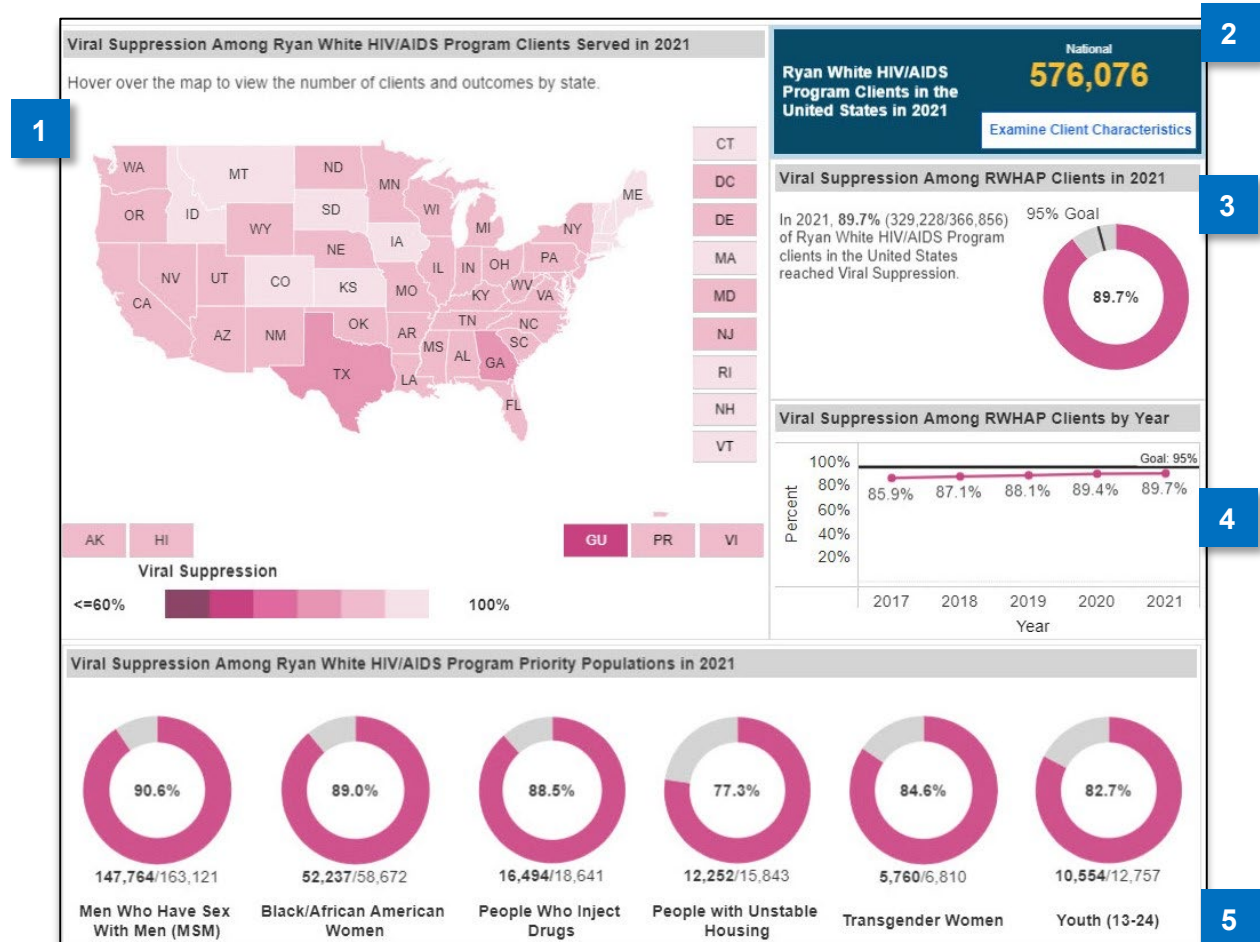 Viral Suppression Among Ryan White HIV/AIDS Program Clients Served in 2021
Hover over the map to view the number of clients and outcomes by state.
1
WA
MT
ND
MN
ME
OR
ID
SD
WI
MI
NY
WY
IA
NE
PA
NV
UT
CO
IL
IN
OH
KS
MO
WV
VA
KY
CA
AZ
NM
OK
AR
TN
NC
SC
MS
AL
GA
TX
LA
FL
CT
DC
DE
MA
MD
NJ
RI
NH
VT
AK
HI
GU
PR
VI
Viral Suppression
<=60%
100%
2
Ryan White HIV/AIDS
Program Clients in the
United States in 2021
National
576,076
Examine Client Characteristics
Viral Suppression Among RWHAP Clients in 2021
3
In 2021, 89.7% (329,228/366,856)
of Ryan White HIV/AIDS Program
clients in the United States
reached Viral Suppression.
95% Goal
89.7%
Viral Suppression Among RWHAP Clients by Year
4
Goal: 95%
Percent
100%
80%
60%
40%
20%
85.9%
87.1%
88.1%
89.4%
89.7%
2017
2018
2019
2020
2021
Year
Viral Suppression Among Ryan White HIV/AIDS Program Priority Populations in 2021
90.6%
147,764/163,121
Men Who Have Sex
With Men (MSM)
89.0%
52,237/58,672
Black/African American
Women
88.5%
16,494/18,641
People Who Inject
Drugs
77.3%
12,252/15,843
People with Unstable
Housing
84.6%
5,760/6,810
Transgender Women
82.7%
10,554/12,757
Youth (13-24)
5